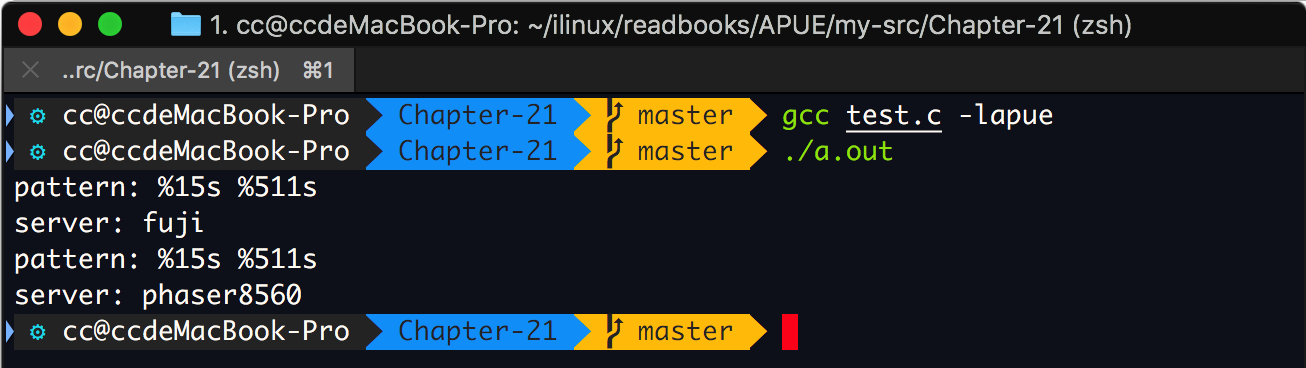 1. cc@ccdeMacBook-Pro: ~/ilinux/readbooks/APUE/my-src/Chapter-21 (zsh)
..rc/Chapter-21 (zsh) ⌘1
cc@ccdeMacBook-Pro Chapter-21 master gcc test.c -lapue
cc@ccdeMacBook-Pro Chapter-21 master ./a.out
pattern: %15s %511s
server: fuji
pattern: %15s %511s
server: phaser8560
cc@ccdeMacBook-Pro Chapter-21 master